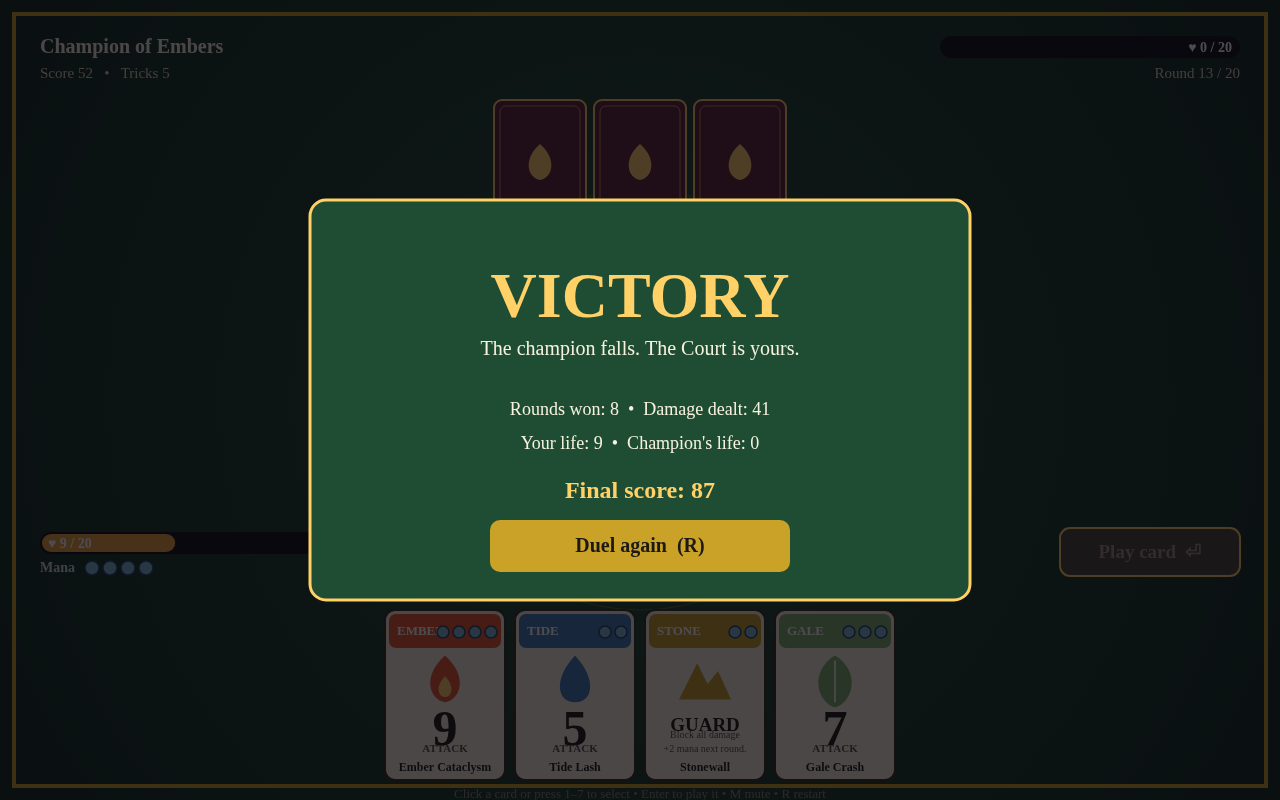 Champion of Embers
♥ 0 / 20
Score 52 • Tricks 5
Round 13 / 20
VICTORY
The champion falls. The Court is yours.
Rounds won: 8 • Damage dealt: 41
Your life: 9 • Champion's life: 0
Final score: 87
Duel again (R)
♥ 9 / 20
Mana
Play card ⏎
EMBER
9
ATTACK
Ember Cataclysm
TIDE
5
ATTACK
Tide Lash
STONE
GUARD
Block all damage
+2 mana next round.
Stonewall
GALE
7
ATTACK
Gale Crash
Click a card or press 1–7 to select • Enter to play it • M mute • R restart